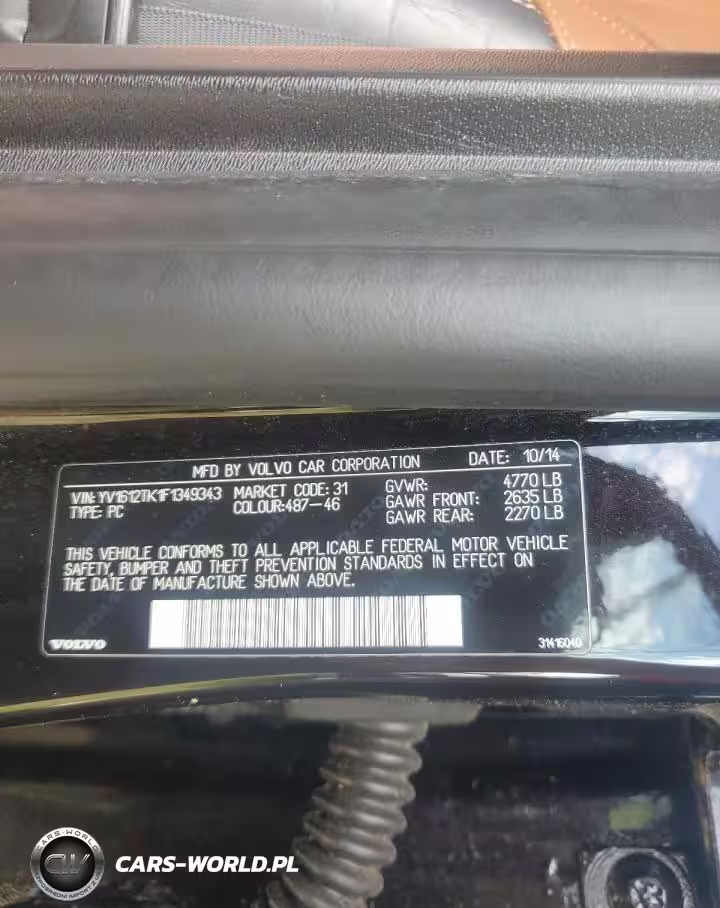 MFD BY VOLVO CAR CORPORATION DATE: 10/14
VIN: YV1612TK1F1349343 MARKET CODE: 31 GVWR: 4770 LB
TYPE: PC COLOUR:487-46 GAWR FRONT: 2635 LB
GAWR REAR: 2270 LB
THIS VEHICLE CONFORMS TO ALL APPLICABLE FEDERAL MOTOR VEHICLE
SAFETY, BUMPER AND THEFT PREVENTION STANDARDS IN EFFECT ON
THE DATE OF MANUFACTURE SHOWN ABOVE.
VOLVO 31416040
CARS-WORLD
CW
CARS-WORLD.PL